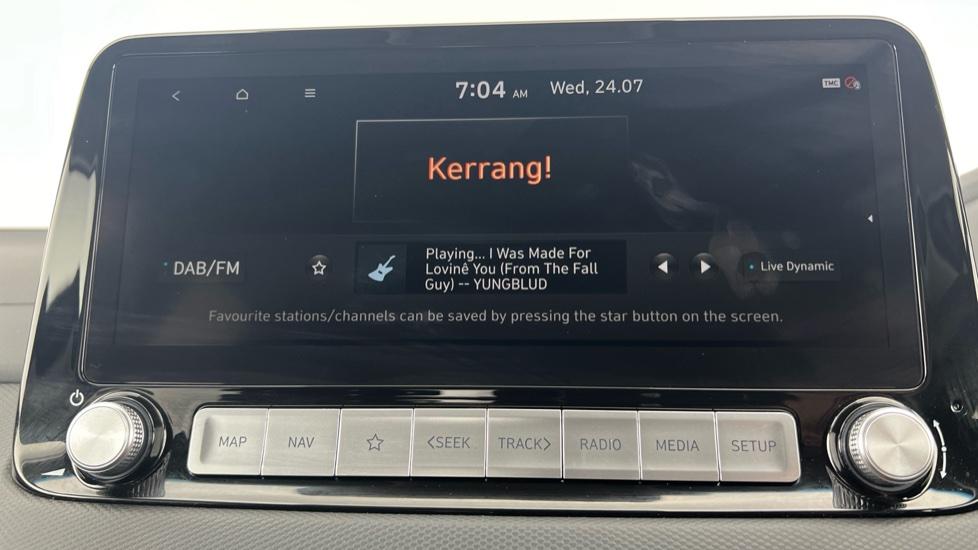 7:04 AM Wed, 24.07
TMC
Kerrang!
DAB/FM
Playing... I Was Made For
Lovinê You (From The Fall
Guy) -- YUNGBLUD
Live Dynamic
Favourite stations/channels can be saved by pressing the star button on the screen.
MAP NAV <SEEK TRACK> RADIO MEDIA SETUP